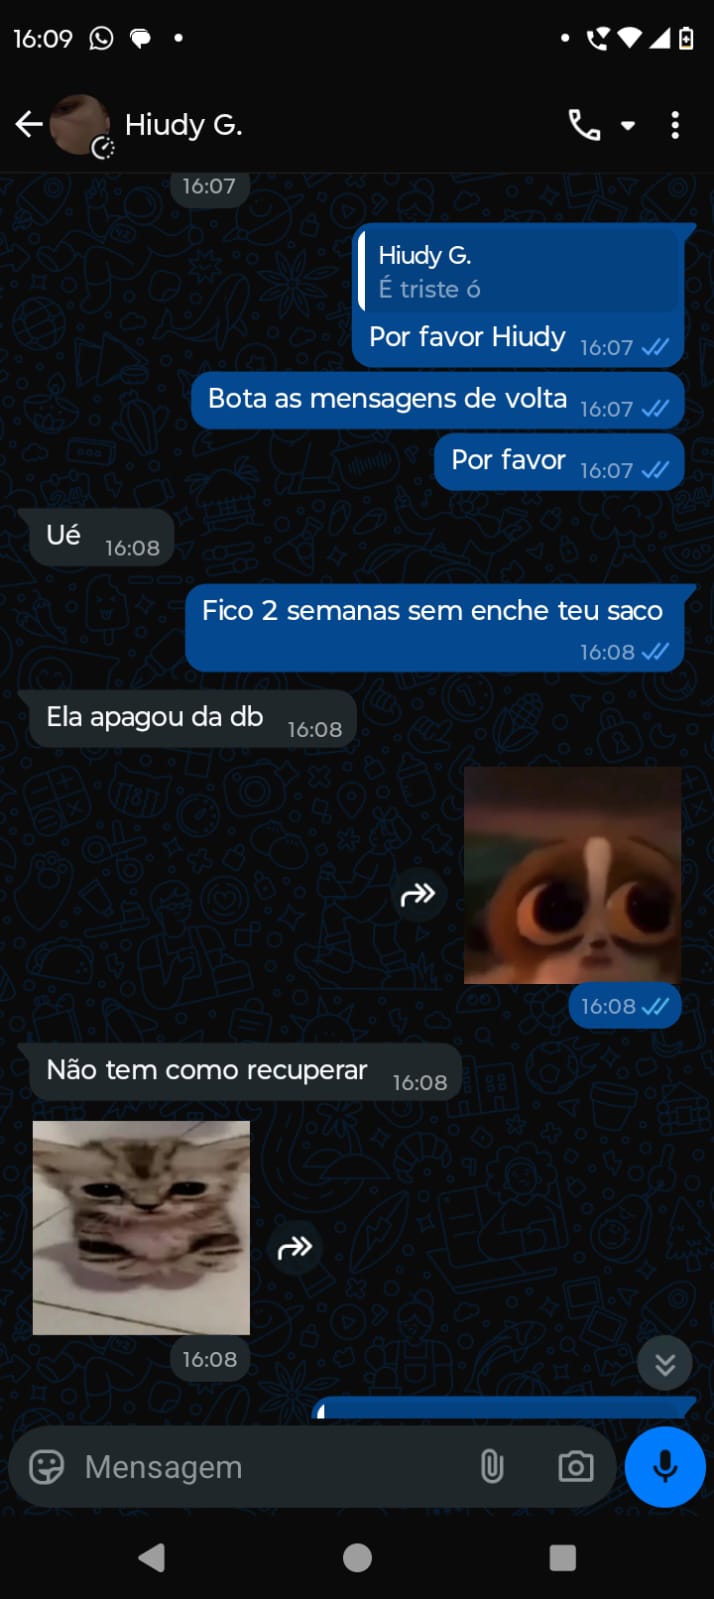 16:09
Hiudy G.
16:07
Hiudy G.
É triste ó
Por favor Hiudy 16:07
Bota as mensagens de volta 16:07
Por favor 16:07
Ué 16:08
Fico 2 semanas sem enche teu saco
16:08
Ela apagou da db 16:08
16:08
Não tem como recuperar 16:08
16:08
Mensagem